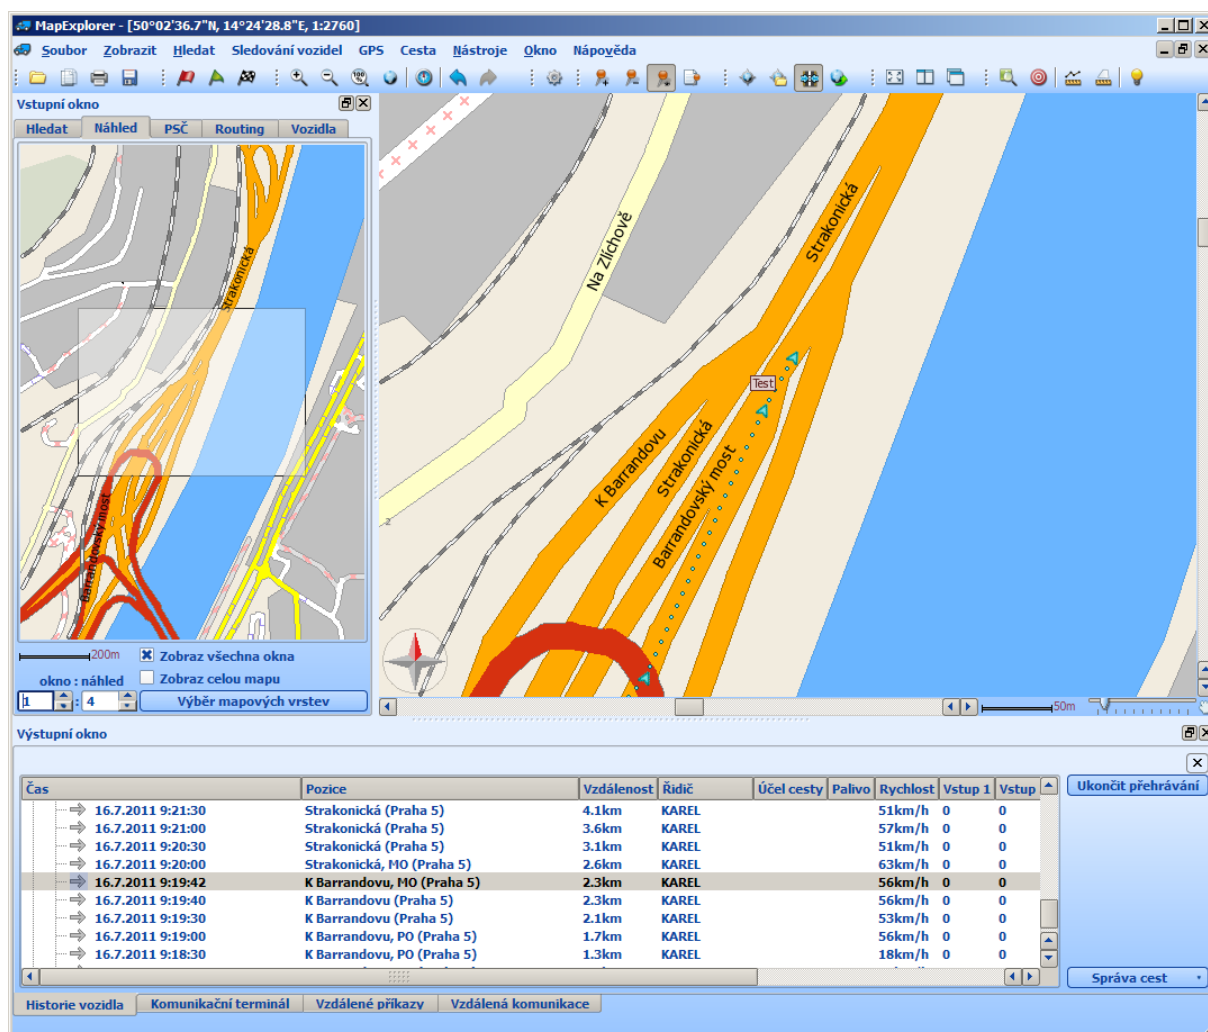 MapExplorer - [50°02'36.7"N, 14°24'28.8"E, 1:2760]
Soubor Zobrazit Hledat Sledování vozidel GPS Cesta Nástroje Okno Nápověda
Vstupní okno
Hledat Náhled PSČ Routing Vozidla
Strakonická
Barrandovský most
200m
Zobraz všechna okna
okno : náhled
Zobraz celou mapu
1 : 4
Výběr mapových vrstev
Na Zlíchově
Strakonická
Test
K Barrandovu
Strakonická
Barrandovský most
50m
Výstupní okno
Čas Pozice Vzdálenost Řidič Účel cesty Palivo Rychlost Vstup 1 Vstup
16.7.2011 9:21:30 Strakonická (Praha 5) 4.1km KAREL 51km/h 0 0
16.7.2011 9:21:00 Strakonická (Praha 5) 3.6km KAREL 57km/h 0 0
16.7.2011 9:20:30 Strakonická (Praha 5) 3.1km KAREL 51km/h 0 0
16.7.2011 9:20:00 Strakonická, MO (Praha 5) 2.6km KAREL 63km/h 0 0
16.7.2011 9:19:42 K Barrandovu, MO (Praha 5) 2.3km KAREL 56km/h 0 0
16.7.2011 9:19:40 K Barrandovu (Praha 5) 2.3km KAREL 56km/h 0 0
16.7.2011 9:19:30 K Barrandovu (Praha 5) 2.1km KAREL 53km/h 0 0
16.7.2011 9:19:00 K Barrandovu, PO (Praha 5) 1.7km KAREL 56km/h 0 0
16.7.2011 9:18:30 K Barrandovu, PO (Praha 5) 1.3km KAREL 18km/h 0 0
Ukončit přehrávání
Správa cest
Historie vozidla Komunikační terminál Vzdálené příkazy Vzdálená komunikace